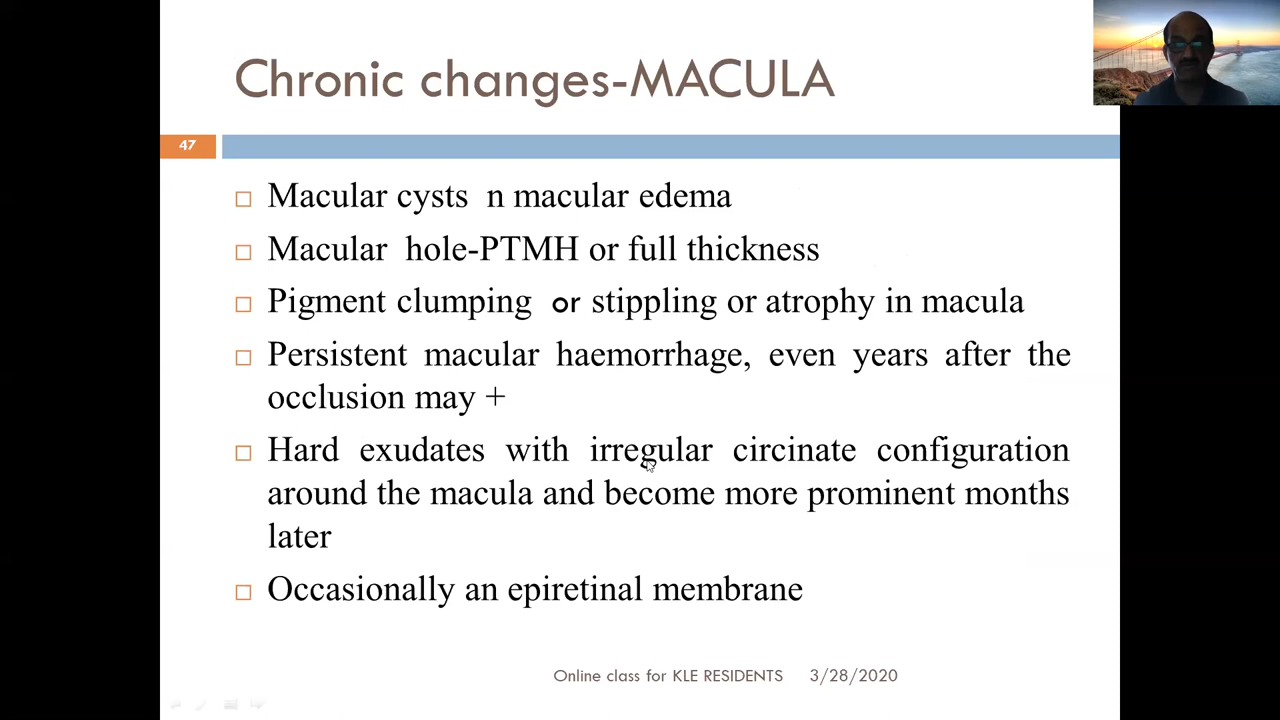 Chronic changes-MACULA
47
Macular cysts n macular edema
Macular hole-PTMH or full thickness
Pigment clumping or stippling or atrophy in macula
Persistent macular haemorrhage, even years after the
occlusion may +
Hard exudates with irregular circinate configuration
around the macula and become more prominent months
later
Occasionally an epiretinal membrane
Online class for KLE RESIDENTS 3/28/2020